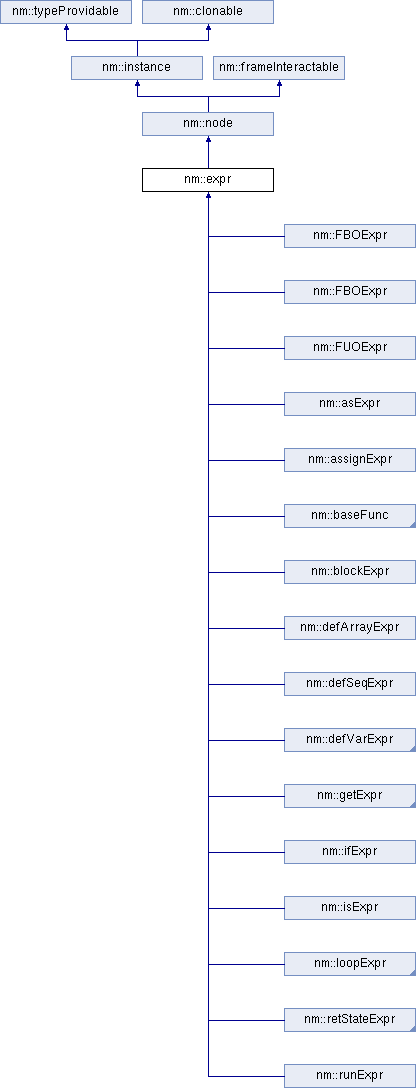 nm::typeProvidable
nm::clonable
nm::instance
nm::frameInteractable
nm::node
nm::expr
nm::FBOExpr
nm::FBOExpr
nm::FUOExpr
nm::asExpr
nm::assignExpr
nm::baseFunc
nm::blockExpr
nm::defArrayExpr
nm::defSeqExpr
nm::defVarExpr
nm::getExpr
nm::ifExpr
nm::isExpr
nm::loopExpr
nm::retStateExpr
nm::runExpr